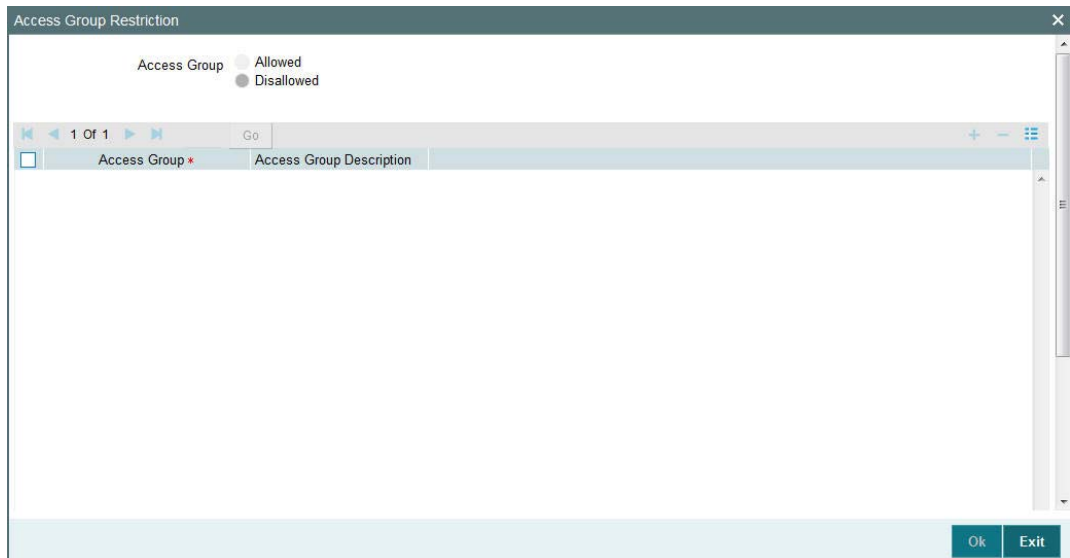 Access Group Restriction
Access Group
Allowed
Disallowed
1 Of 1
Go
Access Group *
Access Group Description
Ok
Exit